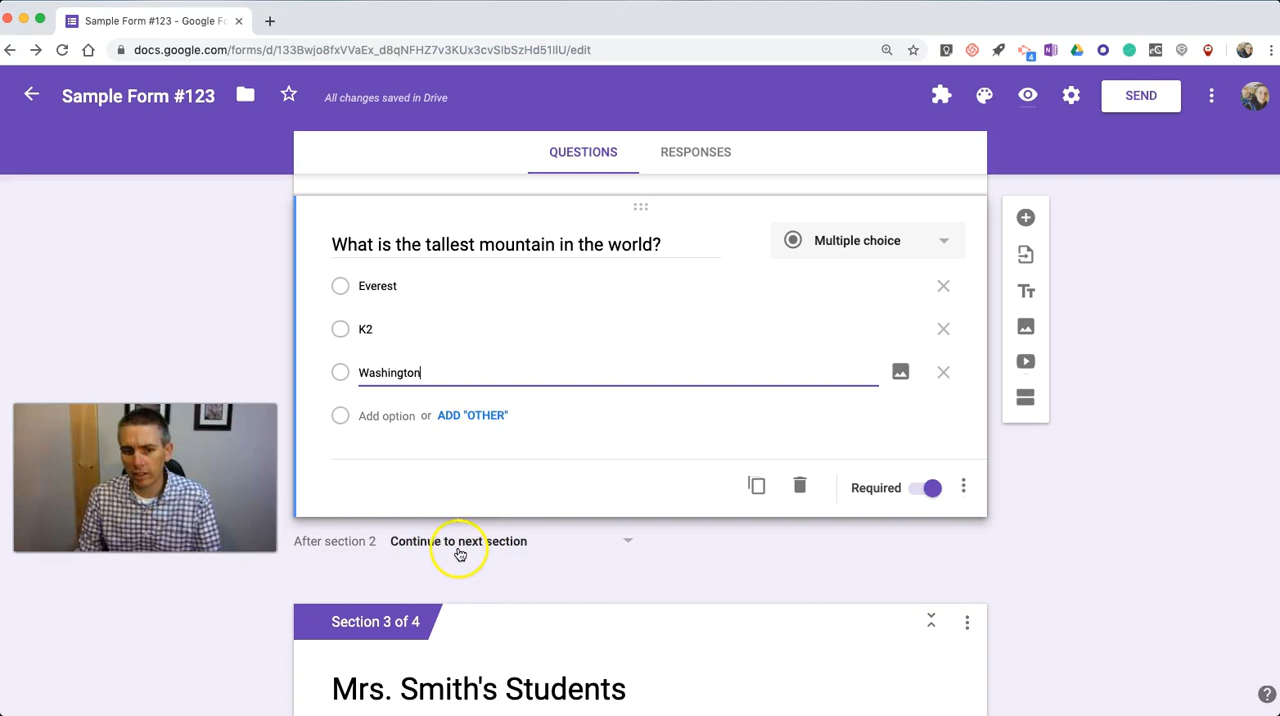 Sample Form #123 - Google Fo
docs.google.com/forms/d/133Bwjo8fxVVaEx_d8qNFHZ7v3KUx3cvSIbSzHd51lIU/edit
4
Sample Form #123
All changes saved in Drive
SEND
QUESTIONS RESPONSES
What is the tallest mountain in the world?
Multiple choice
Everest
K2
Washington
Add option or ADD "OTHER"
Required
After section 2 Continue to next section
Section 3 of 4
Mrs. Smith's Students